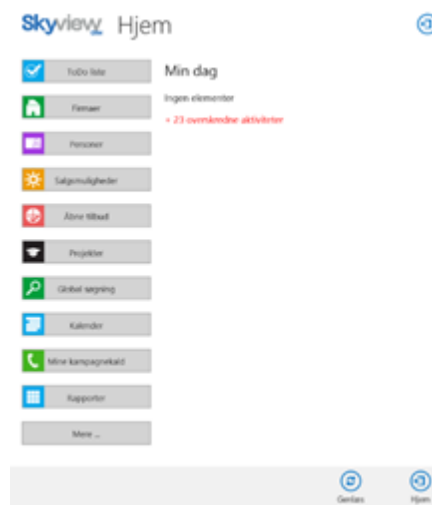 Skyview Hjem
ToDo liste
Firmaer
Personer
Salgsmuligheder
Åbne tilbud
Projekter
Global søgning
Kalender
Mine kampagnekald
Rapporter
Mere ...
Min dag
Ingen elementer
+ 23 overskredne aktiviteter
Genlæs
Hjem